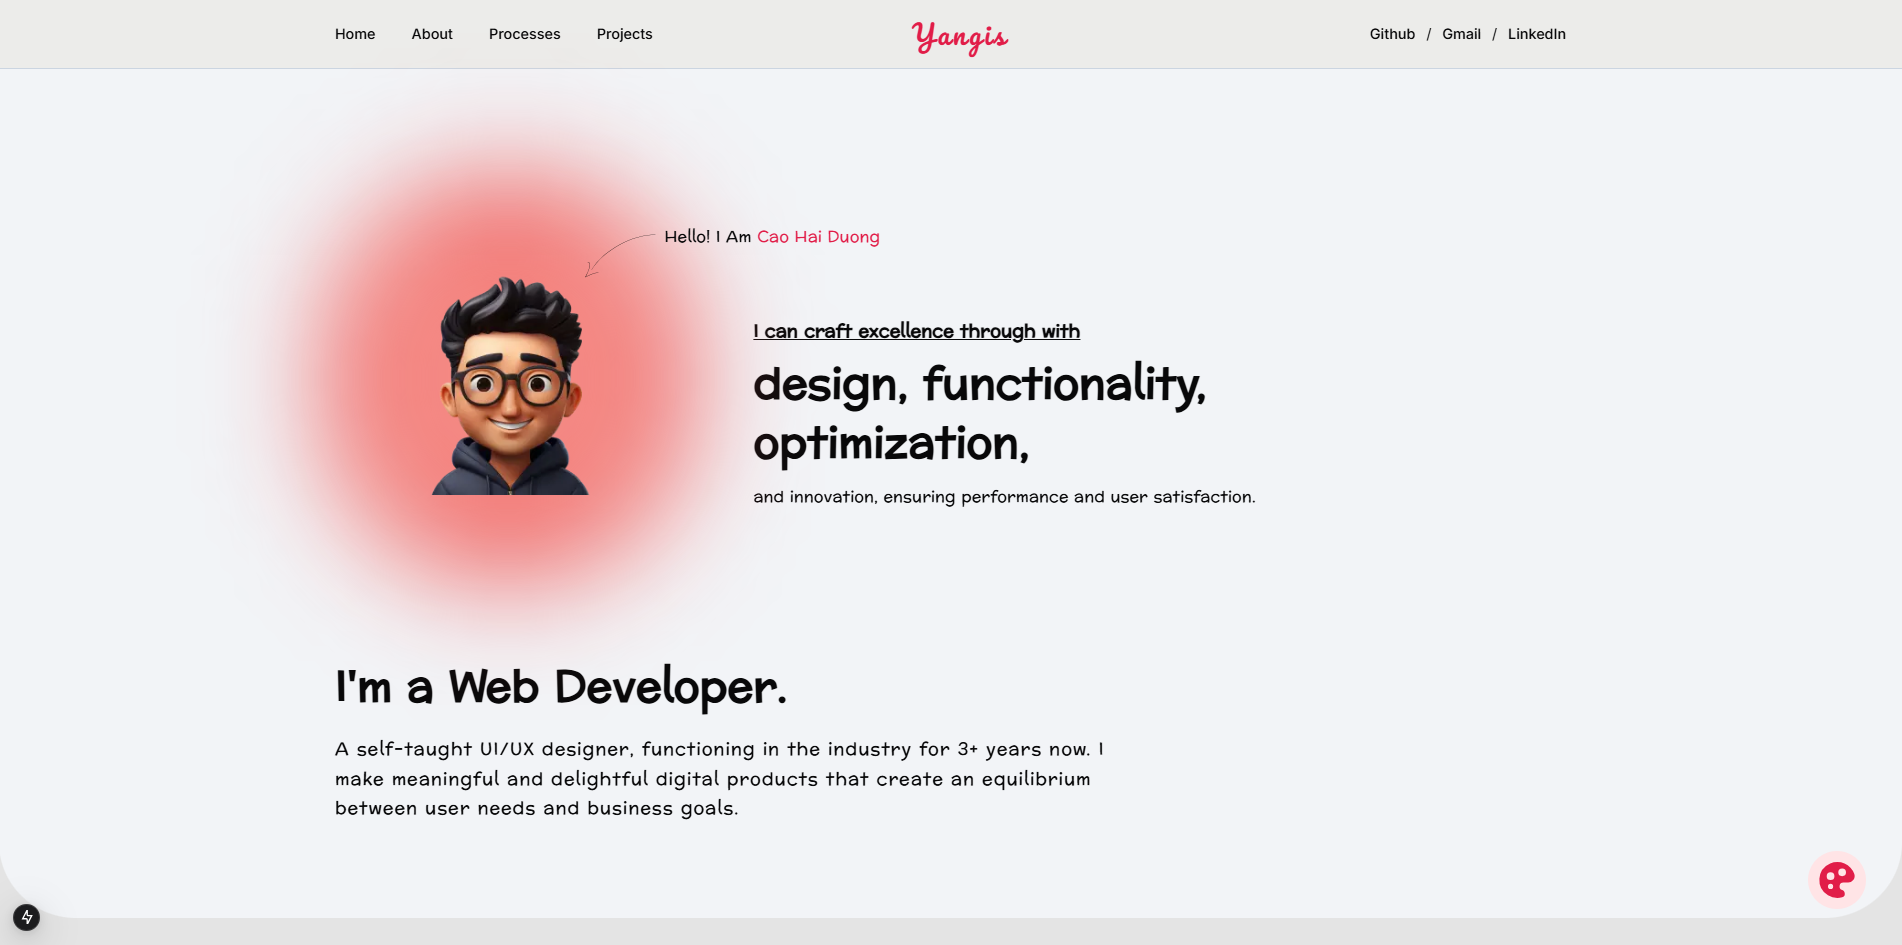 Home About Processes Projects
Yangis
Github / Gmail / LinkedIn
Hello! I Am Cao Hai Duong
I can craft excellence through with
design, functionality,
optimization,
and innovation, ensuring performance and user satisfaction.
I'm a Web Developer.
A self-taught UI/UX designer, functioning in the industry for 3+ years now. I
make meaningful and delightful digital products that create an equilibrium
between user needs and business goals.